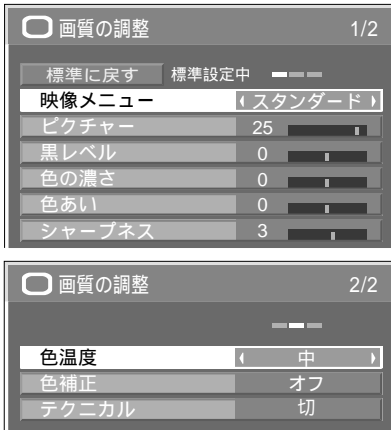 画質の調整 1/2
標準に戻す 標準設定中
映像メニュー スタンダード
ピクチャー 25
黒レベル 0
色の濃さ 0
色あい 0
シャープネス 3
画質の調整 2/2
色温度 中
色補正 オフ
テクニカル 切